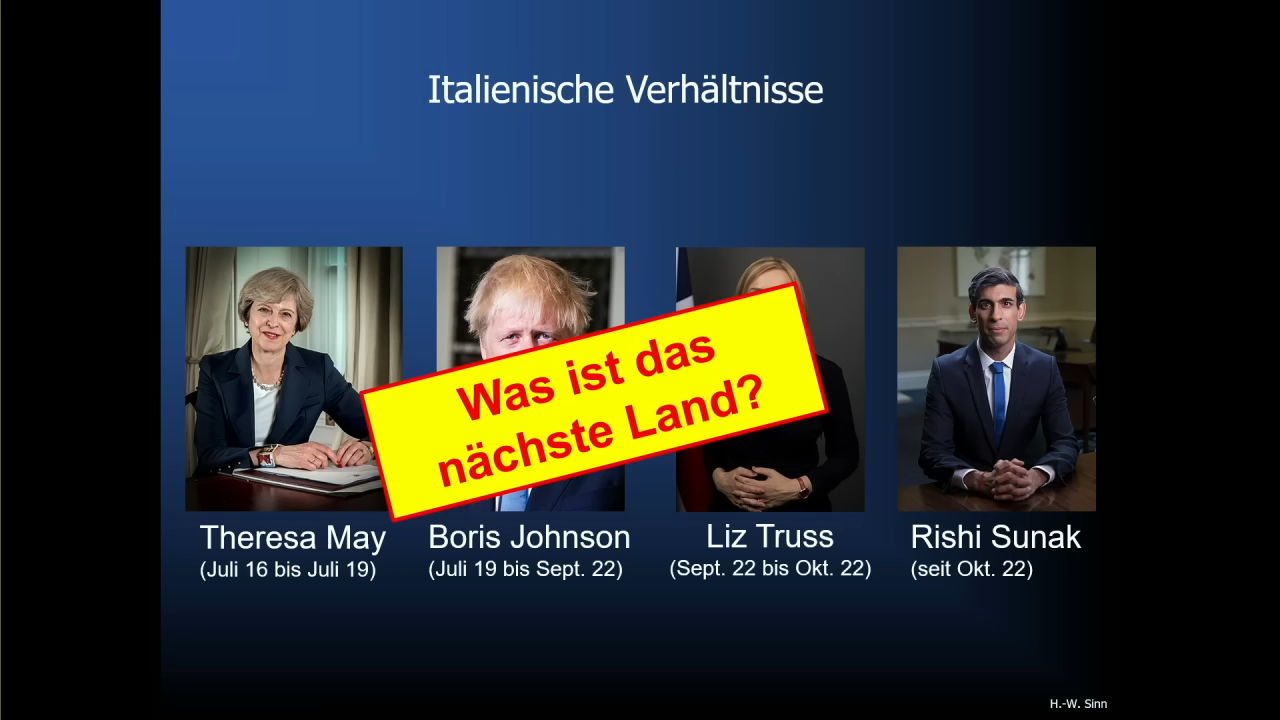 Italienische Verhältnisse
Was ist das
nächste Land?
Theresa May
(Juli 16 bis Juli 19)
Boris Johnson
(Juli 19 bis Sept. 22)
Liz Truss
(Sept. 22 bis Okt. 22)
Rishi Sunak
(seit Okt. 22)
H.-W. Sinn